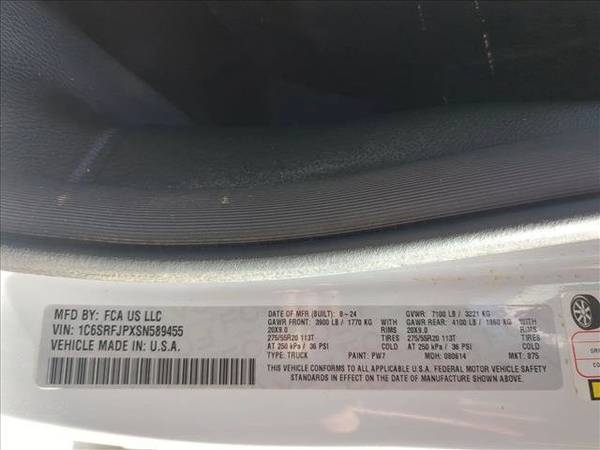 MFD BY: FCA US LLC
VIN: 1C6SRFJPXSN589455
VEHICLE MADE IN: U.S.A.
DATE OF MFR (BUILT): 8-24
GAWR FRONT: 3900 LB / 1770 KG
20X9.0 RIMS
275/55R20 113T TIRES
AT 250 kPa / 36 PSI COLD
TYPE: TRUCK PAINT: PW7
GVWR: 7100 LB / 3221 KG
GAWR REAR: 4100 LB / 1860 KG
20X9.0 RIMS
275/55R20 113T TIRES
AT 250 kPa / 36 PSI COLD
MDH: 080614 MKT: 875
THIS VEHICLE CONFORMS TO ALL APPLICABLE U.S.A. FEDERAL MOTOR VEHICLE SAFETY
STANDARDS IN EFFECT ON THE DATE OF MANUFACTURE SHOWN ABOVE.